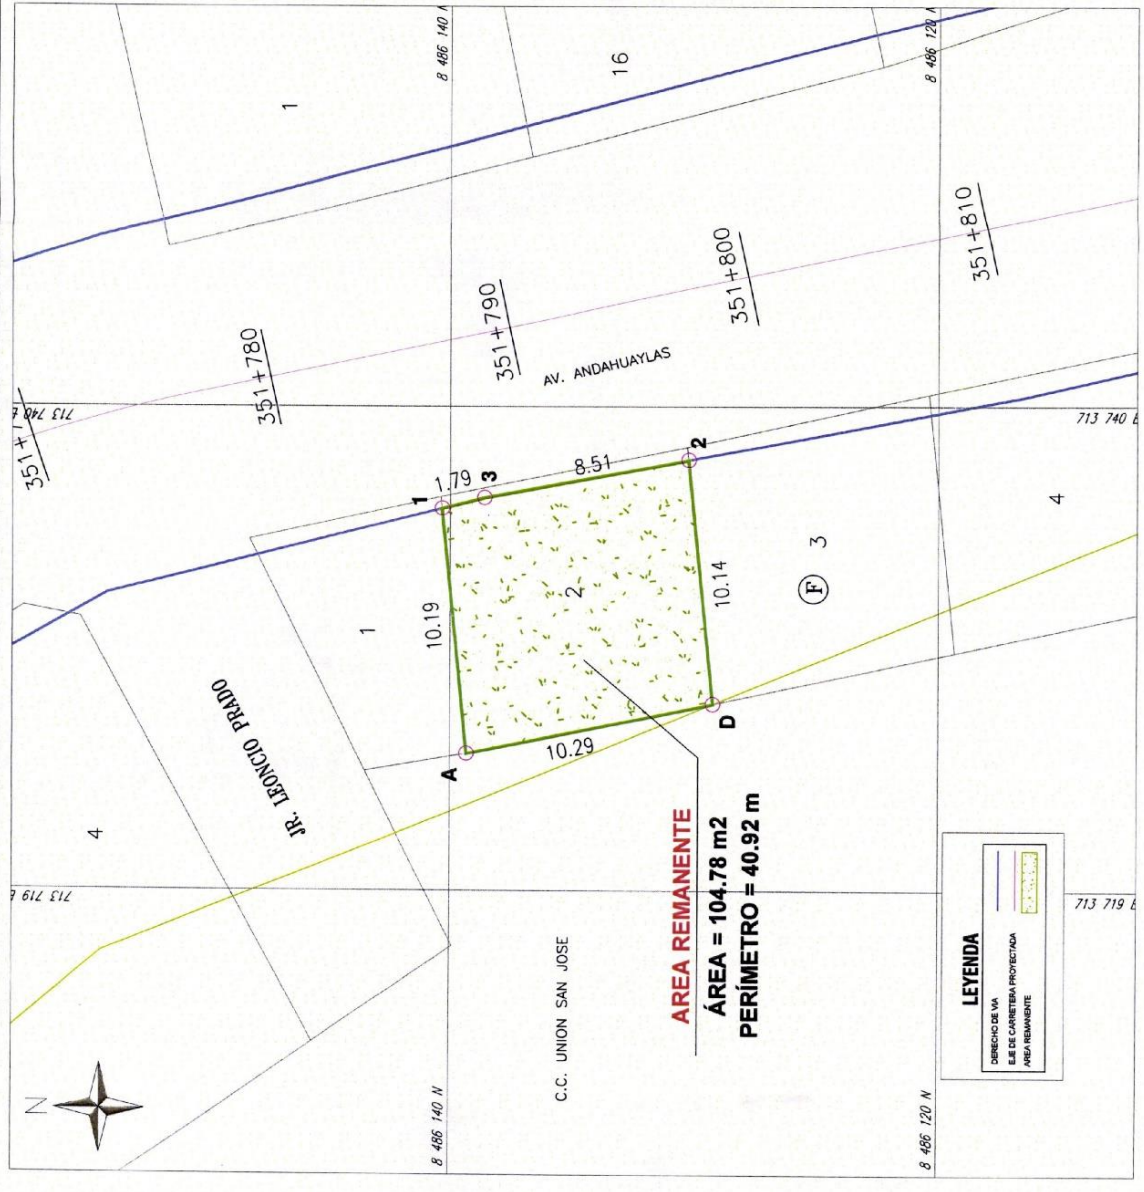 N
8 486 140 N
8 486 120 N
8 486 140
8 486 120
713 740 E
713 740
713 719 E
713 719 E
1
16
351+7
351+780
351+790
351+800
351+810
AV. ANDAHUAYLAS
JR. LEONCIO PRADO
4
1
2
3
4
F
1
3
2
D
A
1.79
8.51
10.14
10.29
10.19
C.C. UNION SAN JOSE
AREA REMANENTE
ÁREA = 104.78 m2
PERÍMETRO = 40.92 m
LEYENDA
DERECHO DE VIA
EJE DE CARRETERA PROYECTADA
AREA REMANENTE